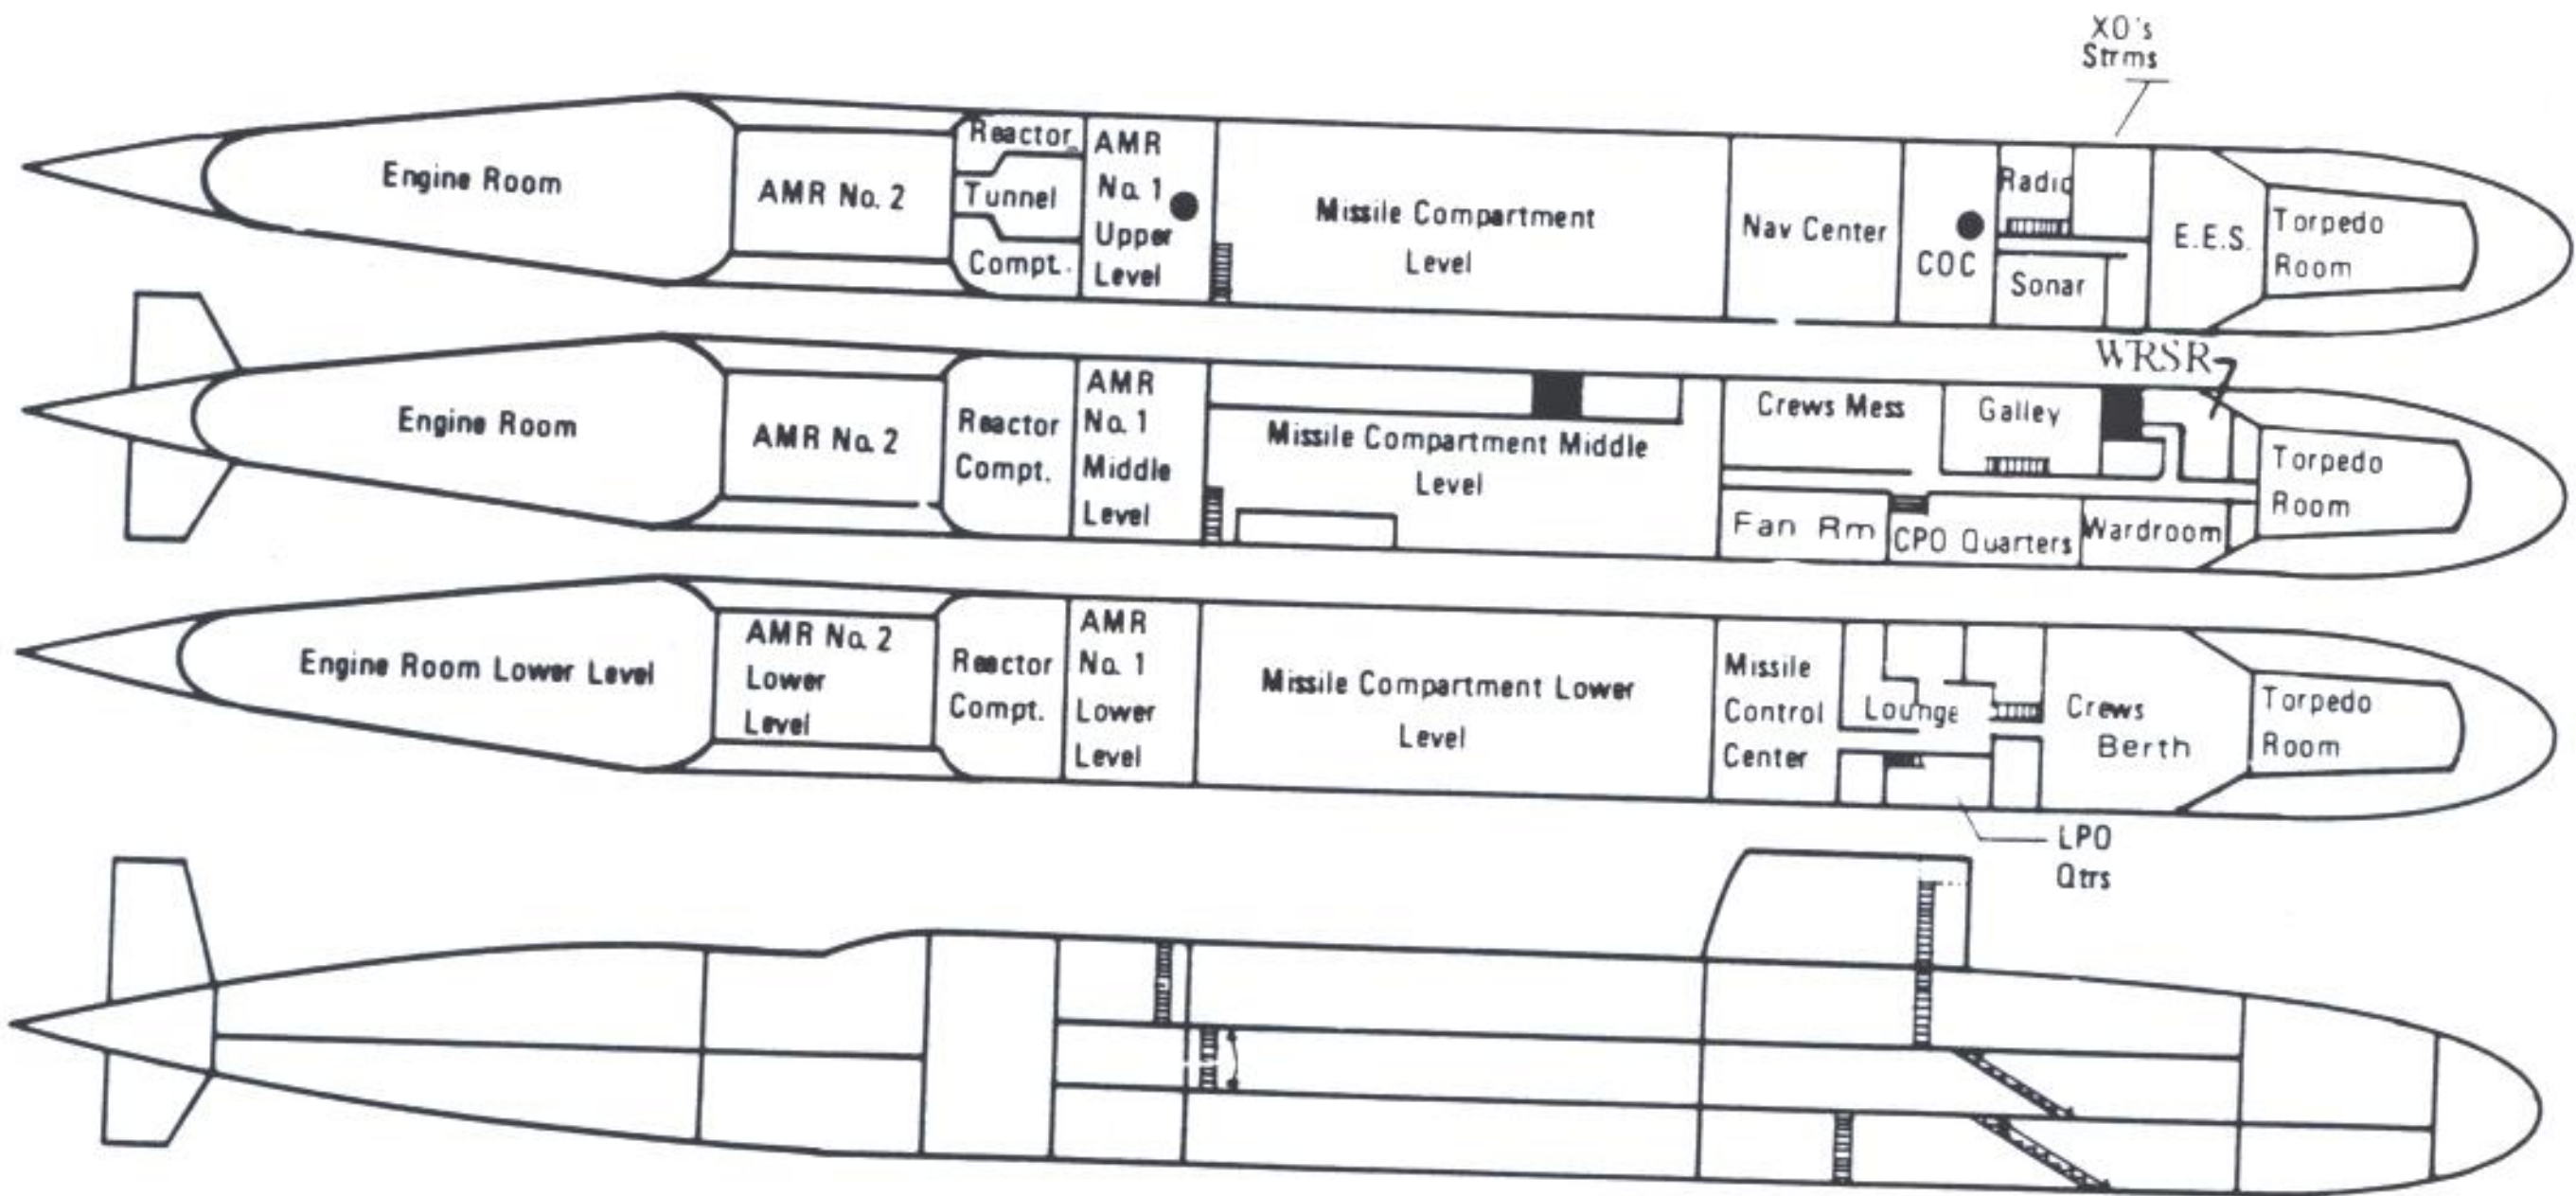 XO's
Strms
Engine Room
AMR No. 2
Reactor
Tunnel
Compt.
AMR
No. 1
Upper
Level
Missile Compartment
Level
Nav Center
COC
Radio
Sonar
E.E.S.
Torpedo
Room
WRSR
Engine Room
AMR No. 2
Reactor
Compt.
AMR
No. 1
Middle
Level
Missile Compartment Middle
Level
Crews Mess
Galley
Fan Rm
CPO Quarters
Wardroom
Torpedo
Room
Engine Room Lower Level
AMR No. 2
Lower
Level
Reactor
Compt.
AMR
No. 1
Lower
Level
Missile Compartment Lower
Level
Missile
Control
Center
Lounge
Crews
Berth
Torpedo
Room
LPO
Qtrs